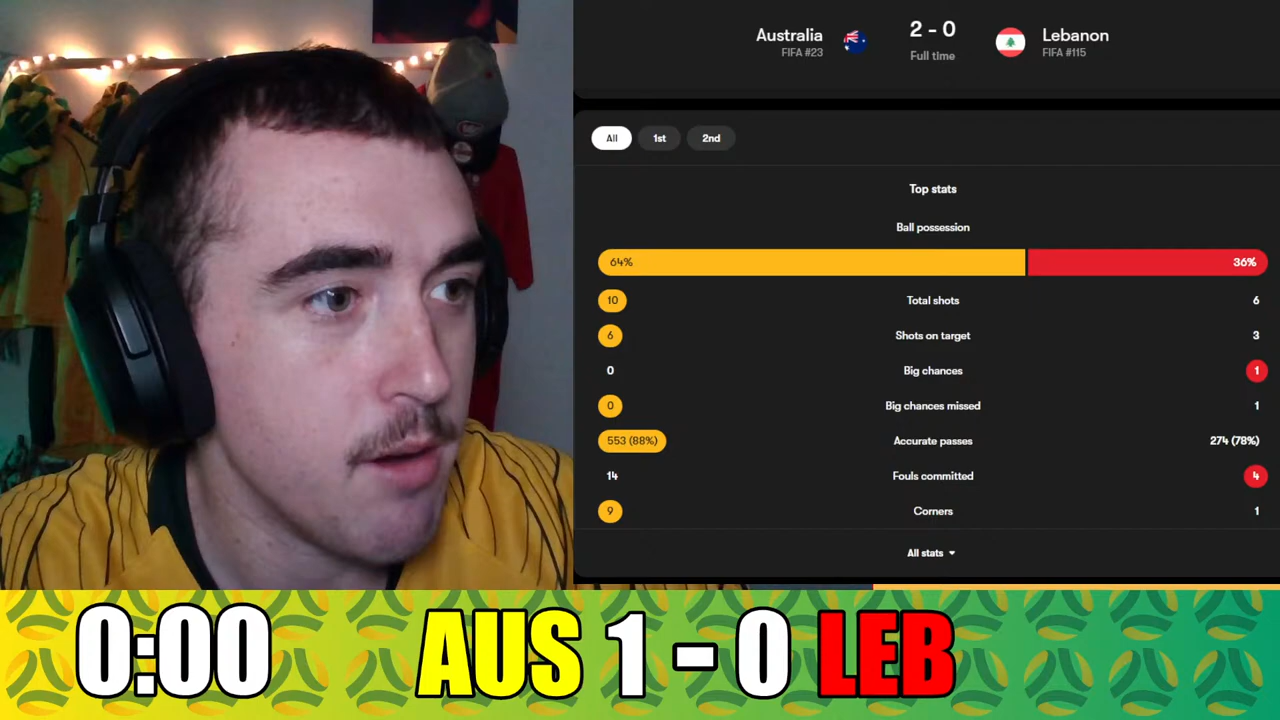 Australia 2 - 0 Lebanon
FIFA #23 Full time FIFA #115
All 1st 2nd
Top stats
Ball possession
64% 36%
10 Total shots 6
6 Shots on target 3
0 Big chances 1
0 Big chances missed 1
553 (88%) Accurate passes 274 (78%)
14 Fouls committed 4
9 Corners 1
All stats
0:00 AUS 1 - 0 LEB